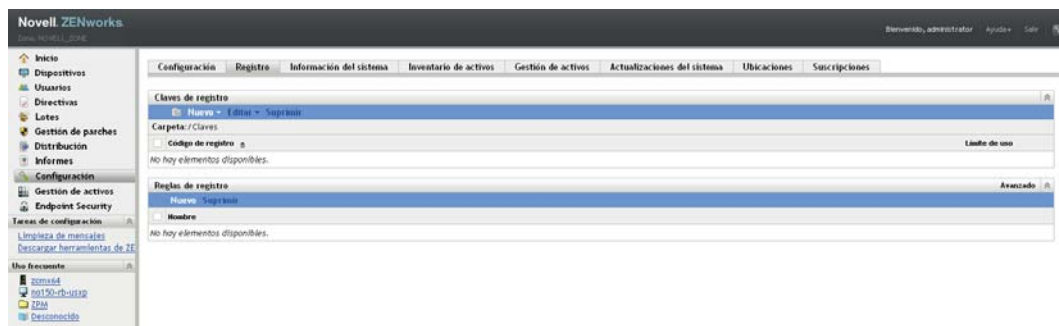 Novell ZENworks
Zona: NOVELL_ZONE
Bienvenido, administrator Ayuda Salir
Inicio
Dispositivos
Usuarios
Directivas
Lotes
Gestión de parches
Distribución
Informes
Configuración
Gestión de activos
Endpoint Security
Tareas de configuración
Limpieza de mensajes
Descargar herramientas de ZE
Uso frecuente
zcmx64
no150-rb-usxp
ZPM
Desconocido
Configuración Registro Información del sistema Inventario de activos Gestión de activos Actualizaciones del sistema Ubicaciones Suscripciones
Claves de registro
Nuevo Editar Suprimir
Carpeta: / Claves
Código de registro Límite de uso
No hay elementos disponibles.
Reglas de registro Avanzado
Nuevo Suprimir
Nombre
No hay elementos disponibles.